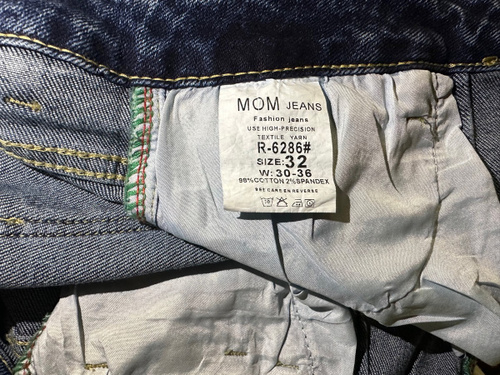 MOM JEANS
Fashion jeans
USE HIGH-PRECISION
TEXTILE YARN
R-6286#
SIZE:32
W:30-36
98%COTTON 2%SPANDEX
SEE CARE ON REVERSE